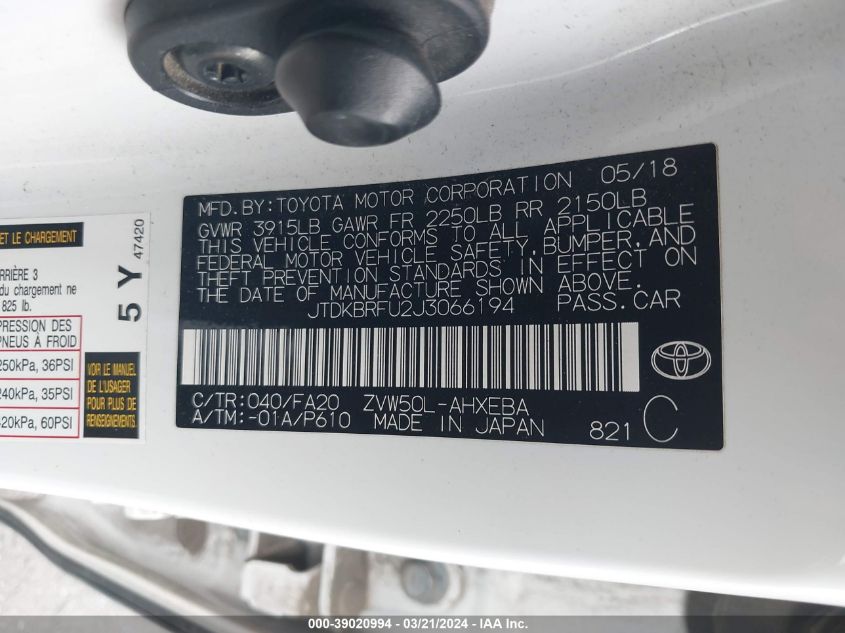 MFD.BY:TOYOTA MOTOR CORPORATION 05/18
GVWR 3915LB GAWR FR 2250LB RR 2150LB
THIS VEHICLE CONFORMS TO ALL APPLICABLE
FEDERAL MOTOR VEHICLE SAFETY,BUMPER,AND
THEFT PREVENTION STANDARDS IN EFFECT ON
THE DATE OF MANUFACTURE SHOWN ABOVE.
JTDKBRFU2J3066194 PASS.CAR
C/TR:040/FA20 ZVW50L-AHXEBA
A/TM:-01A/P610 MADE IN JAPAN 821 C
ET LE CHARGEMENT
ARRIÈRE 3
du chargement ne
825 lb.
PRESSION DES
PNEUS À FROID
250kPa, 36PSI
240kPa, 35PSI
420kPa, 60PSI
5 Y 47420
VOIR LE
MANUEL DE
L'USAGER
POUR PLUS DE
RENSEIGNEMENTS
000-39020994 - 03/21/2024 - IAA Inc.